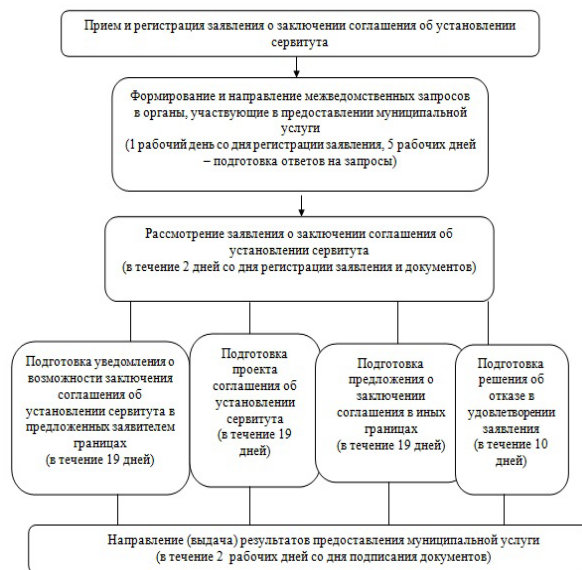 Прием и регистрация заявления о заключении соглашения об установлении
сервитута
Формирование и направление межведомственных запросов
в органы, участвующие в предоставлении муниципальной
услуги
(1 рабочий день со дня регистрации заявления, 5 рабочих дней
– подготовка ответов на запросы)
Рассмотрение заявления о заключении соглашения об
установлении сервитута
(в течение 2 дней со дня регистрации заявления и документов)
Подготовка уведомления о
возможности заключения
соглашения об
установлении сервитута в
предложенных заявителем
границах
(в течение 19 дней)
Подготовка
проекта
соглашения об
установлении
сервитута
(в течение 19
дней)
Подготовка
предложения о
заключении
соглашения в иных
границах
(в течение 19 дней)
Подготовка
решения об
отказе в
удовлетворении
заявления
(в течение 10
дней)
Направление (выдача) результатов предоставления муниципальной услуги
(в течение 2 рабочих дней со дня подписания документов)